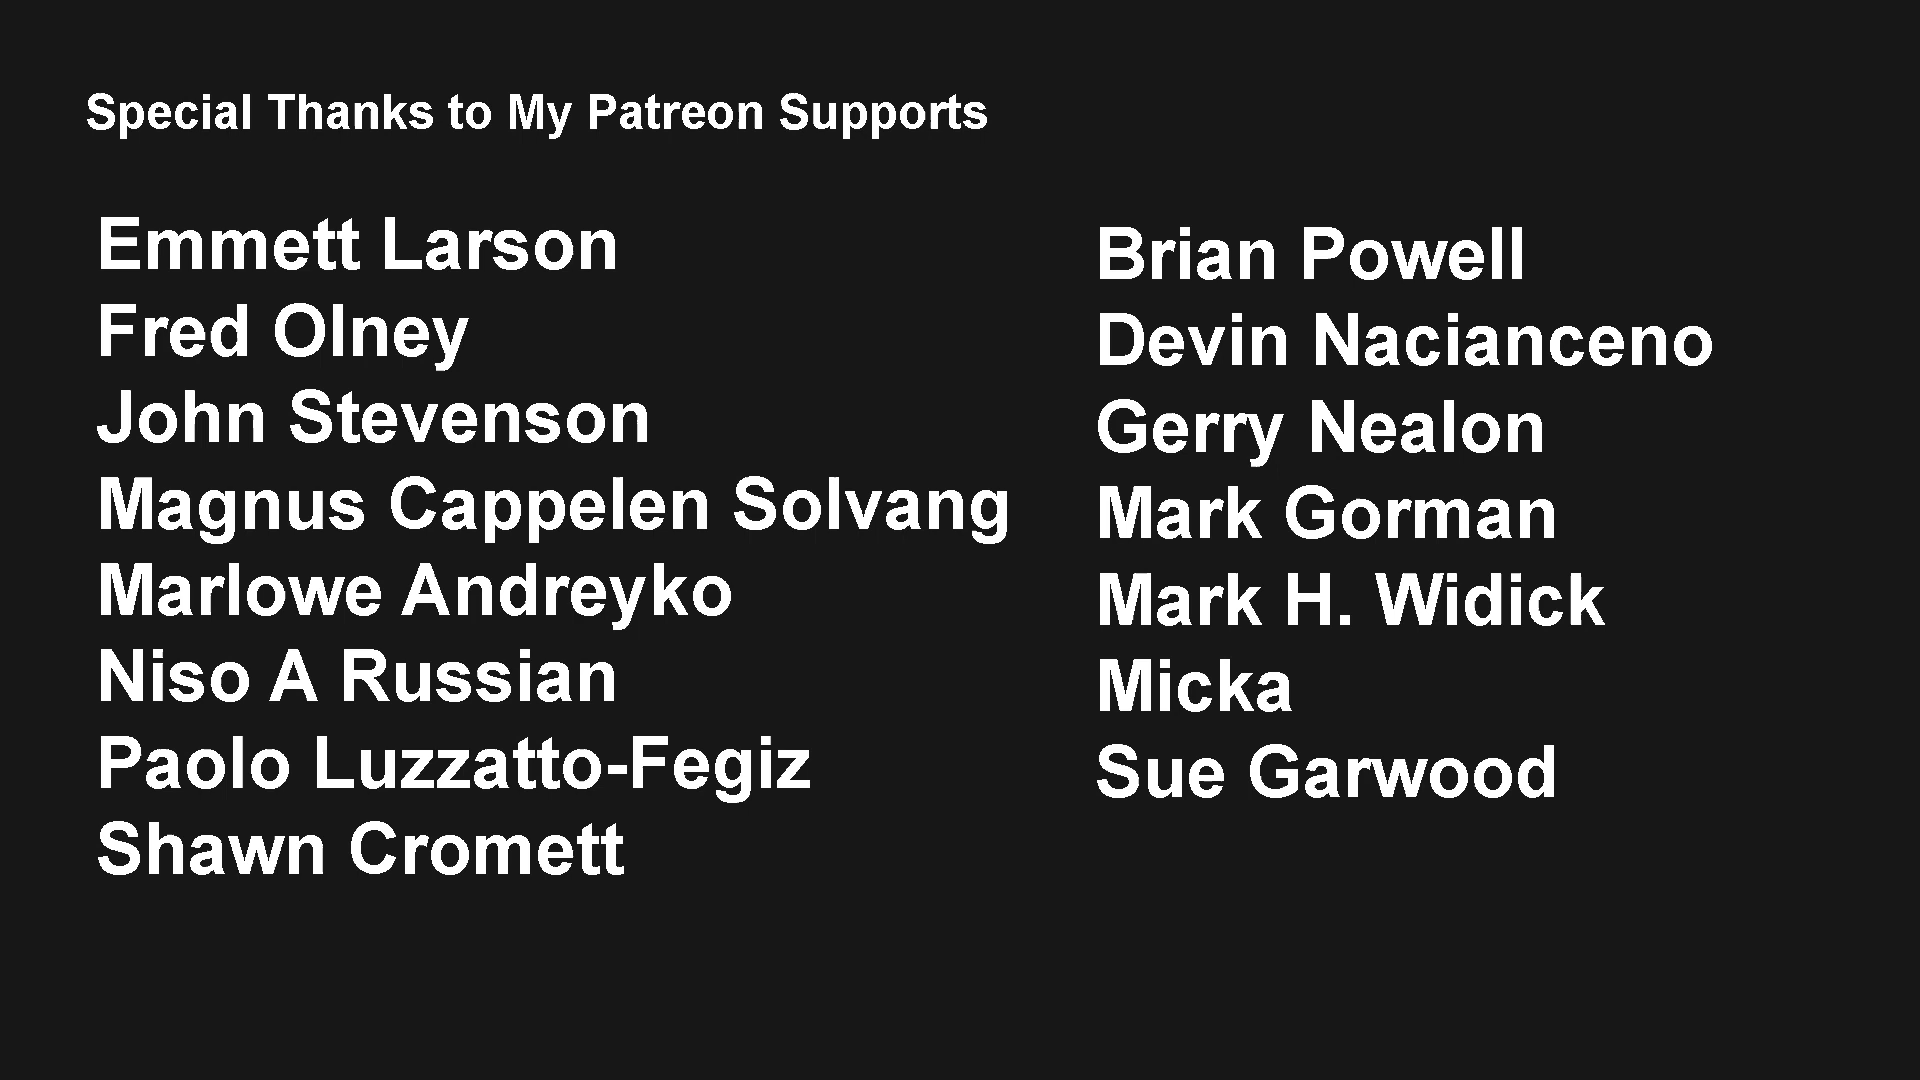 Special Thanks to My Patreon Supports
Emmett Larson
Fred Olney
John Stevenson
Magnus Cappelen Solvang
Marlowe Andreyko
Niso A Russian
Paolo Luzzatto-Fegiz
Shawn Cromett
Brian Powell
Devin Nacianceno
Gerry Nealon
Mark Gorman
Mark H. Widick
Micka
Sue Garwood